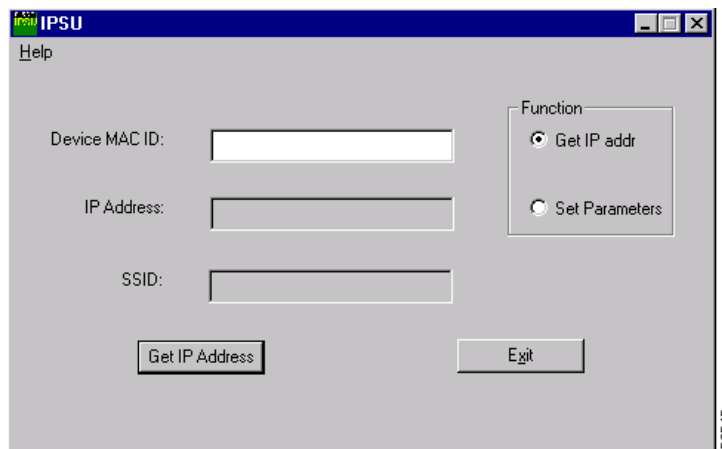 IPSU
Help
Function
Device MAC ID:
Get IP addr
IP Address:
Set Parameters
SSID:
Get IP Address
Exit